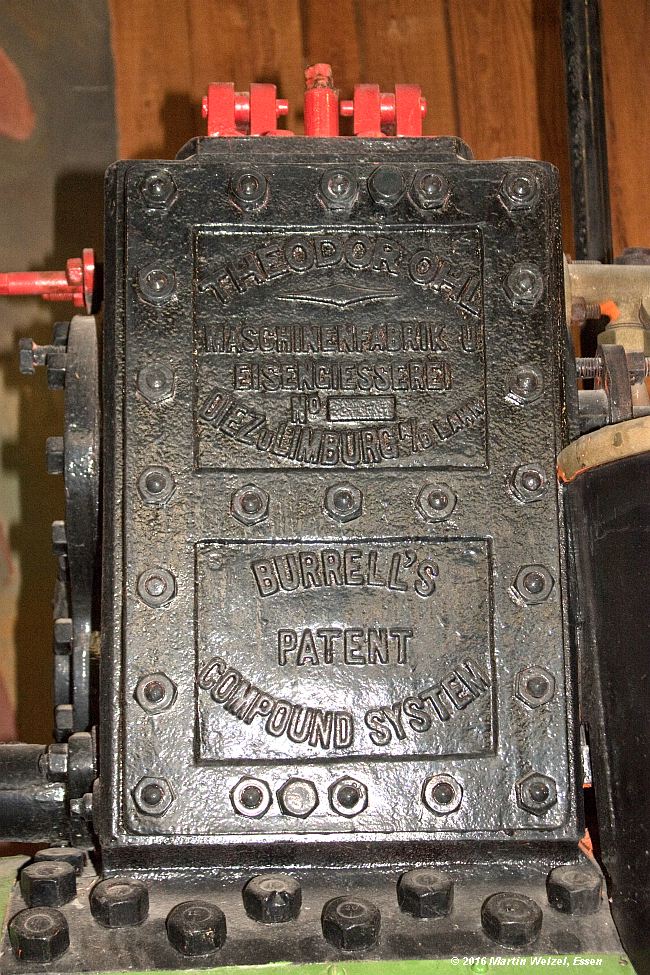 THEODOR OHL
MASCHINENFABRIK U
EISENGIESSEREI
No
DIEZ LIMBURG A/D LAHN
BURRELL'S
PATENT
COMPOUND SYSTEM
© 2016 Martin Welzel, Essen